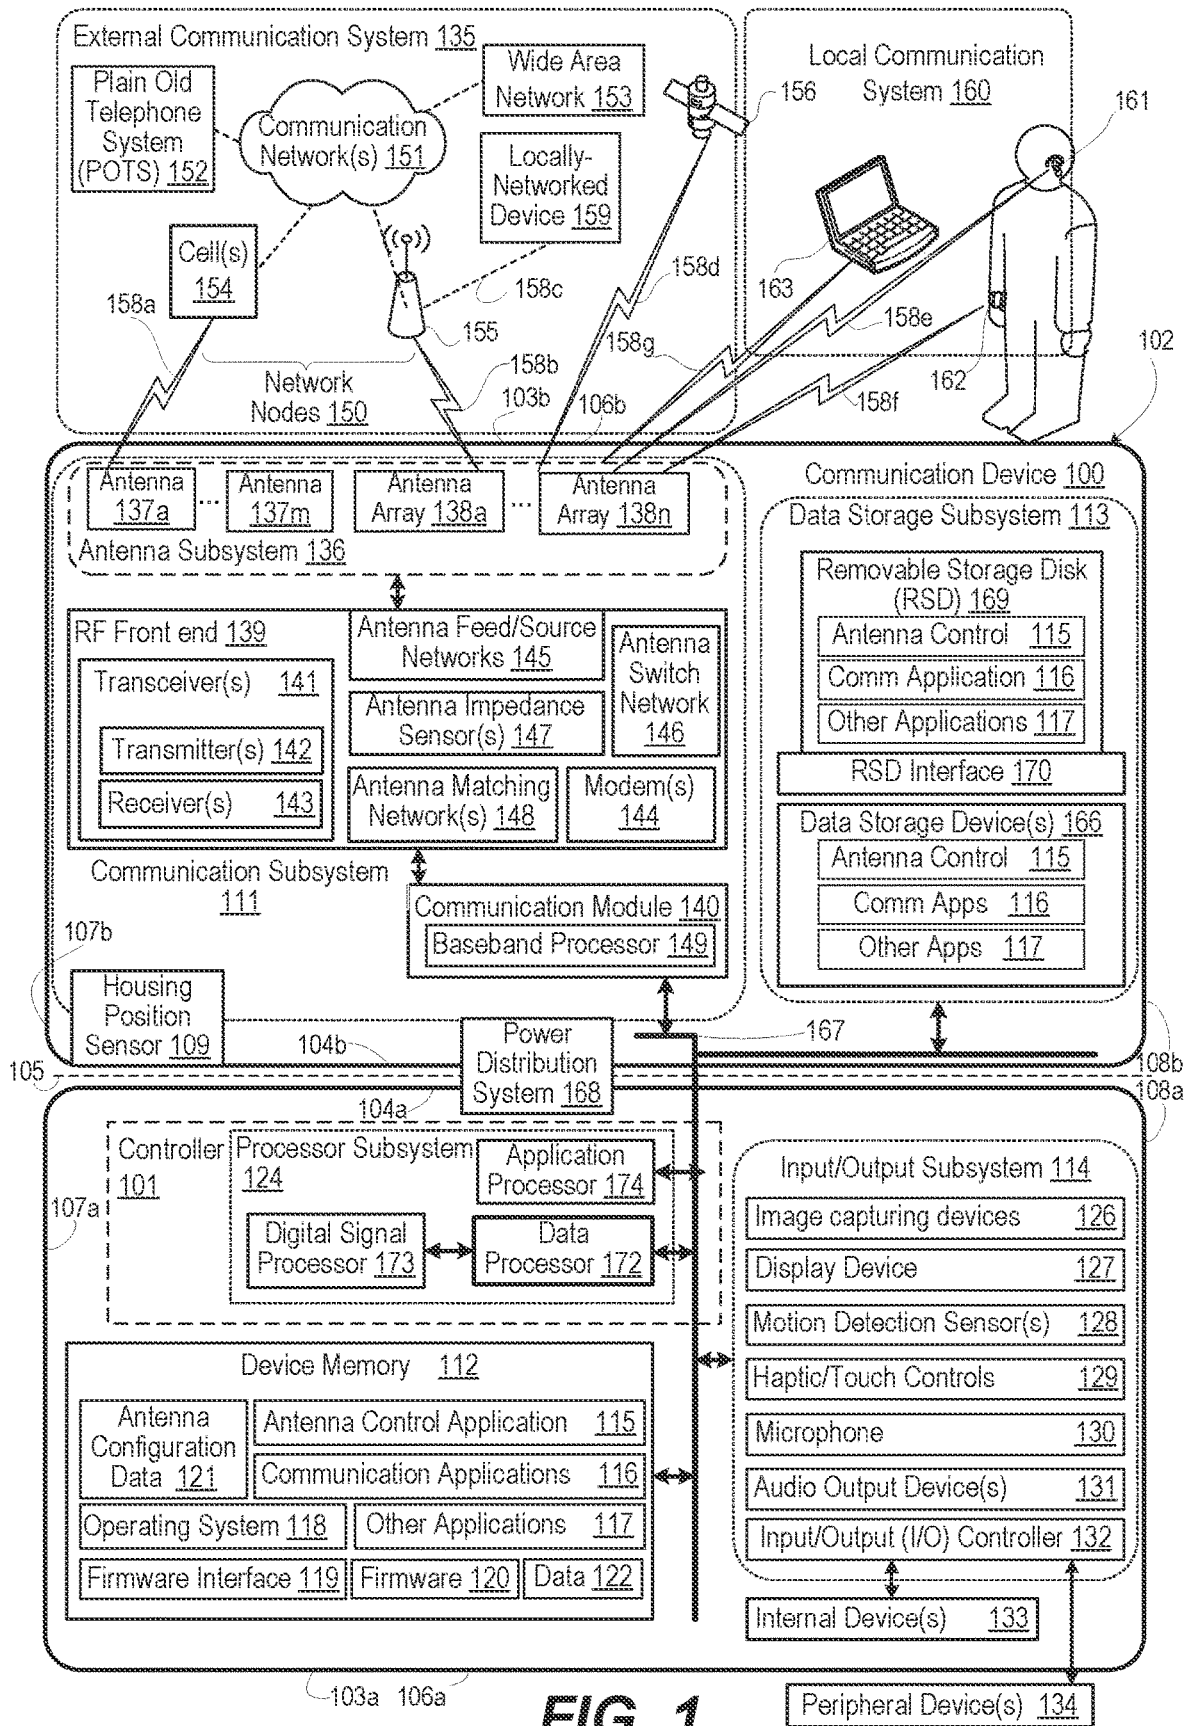 External Communication System 135
Plain Old
Telephone
System
(POTS) 152
Communication
Network(s) 151
Wide Area
Network 153
Locally-
Networked
Device 159
156
Local Communication
System 160
161
163
Cell(s)
154
158a
155
158c
158d
158b
158g
158e
162
158f
102
Network
Nodes 150
103b
106b
Antenna
137a
...
Antenna
137m
Antenna
Array 138a
...
Antenna
Array 138n
Antenna Subsystem 136
Communication Device 100
Data Storage Subsystem 113
Removable Storage Disk
(RSD) 169
Antenna Control 115
Comm Application 116
Other Applications 117
RSD Interface 170
Data Storage Device(s) 166
Antenna Control 115
Comm Apps 116
Other Apps 117
RF Front end 139
Transceiver(s) 141
Transmitter(s) 142
Receiver(s) 143
Antenna Feed/Source
Networks 145
Antenna Impedance
Sensor(s) 147
Antenna
Switch
Network
146
Antenna Matching
Network(s) 148
Modem(s)
144
Communication Subsystem
111
Communication Module 140
Baseband Processor 149
107b
Housing
Position
Sensor 109
104b
Power
Distribution
System 168
167
105
108b
108a
104a
Controller
101
Processor Subsystem
124
Application
Processor 174
Digital Signal
Processor 173
Data
Processor 172
107a
Input/Output Subsystem 114
Image capturing devices 126
Display Device 127
Motion Detection Sensor(s) 128
Haptic/Touch Controls 129
Microphone 130
Audio Output Device(s) 131
Input/Output (I/O) Controller 132
Device Memory 112
Antenna
Configuration
Data 121
Antenna Control Application 115
Communication Applications 116
Operating System 118
Other Applications 117
Firmware Interface 119
Firmware 120
Data 122
Internal Device(s) 133
103a
106a
FIG. 1
Peripheral Device(s) 134